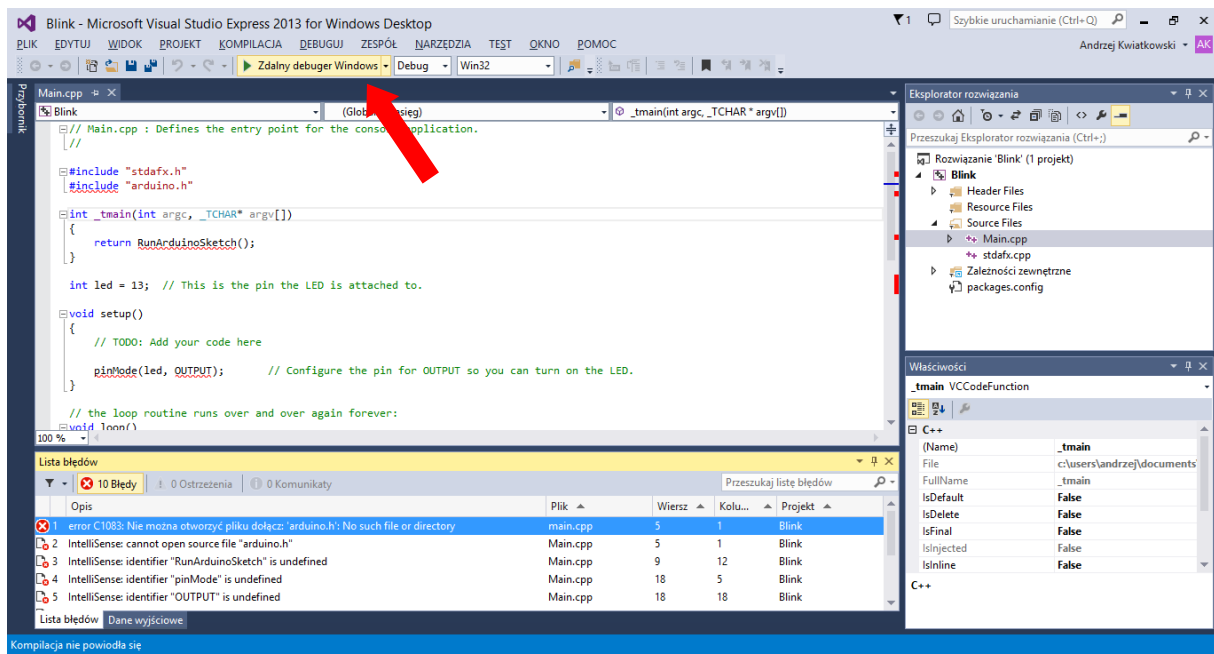 Blink - Microsoft Visual Studio Express 2013 for Windows Desktop
1
Szybkie uruchamianie (Ctrl+Q)
PLIK EDYTUJ WIDOK PROJEKT KOMPILACJA DEBUGUJ ZESPÓŁ NARZĘDZIA TEST OKNO POMOC
Andrzej Kwiatkowski AK
Zdalny debuger Windows Debug Win32
Przybornik
Main.cpp
Blink
_tmain(int argc, _TCHAR * argv[])
// Main.cpp : Defines the entry point for the console application.
//
#include "stdafx.h"
#include "arduino.h"
int _tmain(int argc, _TCHAR* argv[])
{
return RunArduinoSketch();
}
int led = 13; // This is the pin the LED is attached to.
void setup()
{
// TODO: Add your code here
pinMode(led, OUTPUT); // Configure the pin for OUTPUT so you can turn on the LED.
}
// the loop routine runs over and over again forever:
void loop()
100 %
Lista błędów
10 Błędy 0 Ostrzeżenia 0 Komunikaty Przeszukaj listę błędów
Opis Plik Wiersz Kolu... Projekt
1 error C1083: Nie można otworzyć pliku dołącz: 'arduino.h': No such file or directory main.cpp 5 1 Blink
2 IntelliSense: cannot open source file "arduino.h" Main.cpp 5 1 Blink
3 IntelliSense: identifier "RunArduinoSketch" is undefined Main.cpp 9 12 Blink
4 IntelliSense: identifier "pinMode" is undefined Main.cpp 18 5 Blink
5 IntelliSense: identifier "OUTPUT" is undefined Main.cpp 18 18 Blink
Lista błędów Dane wyjściowe
Kompilacja nie powiodła się
Eksplorator rozwiązania
Przeszukaj Eksplorator rozwiązania (Ctrl+;)
Rozwiązanie 'Blink' (1 projekt)
Blink
Header Files
Resource Files
Source Files
Main.cpp
stdafx.cpp
Zależności zewnętrzne
packages.config
Właściwości
_tmain VCCodeFunction
C++
(Name) _tmain
File c:\users\andrzej\documents
FullName _tmain
IsDefault False
IsDelete False
IsFinal False
IsInjected False
IsInline False
C++